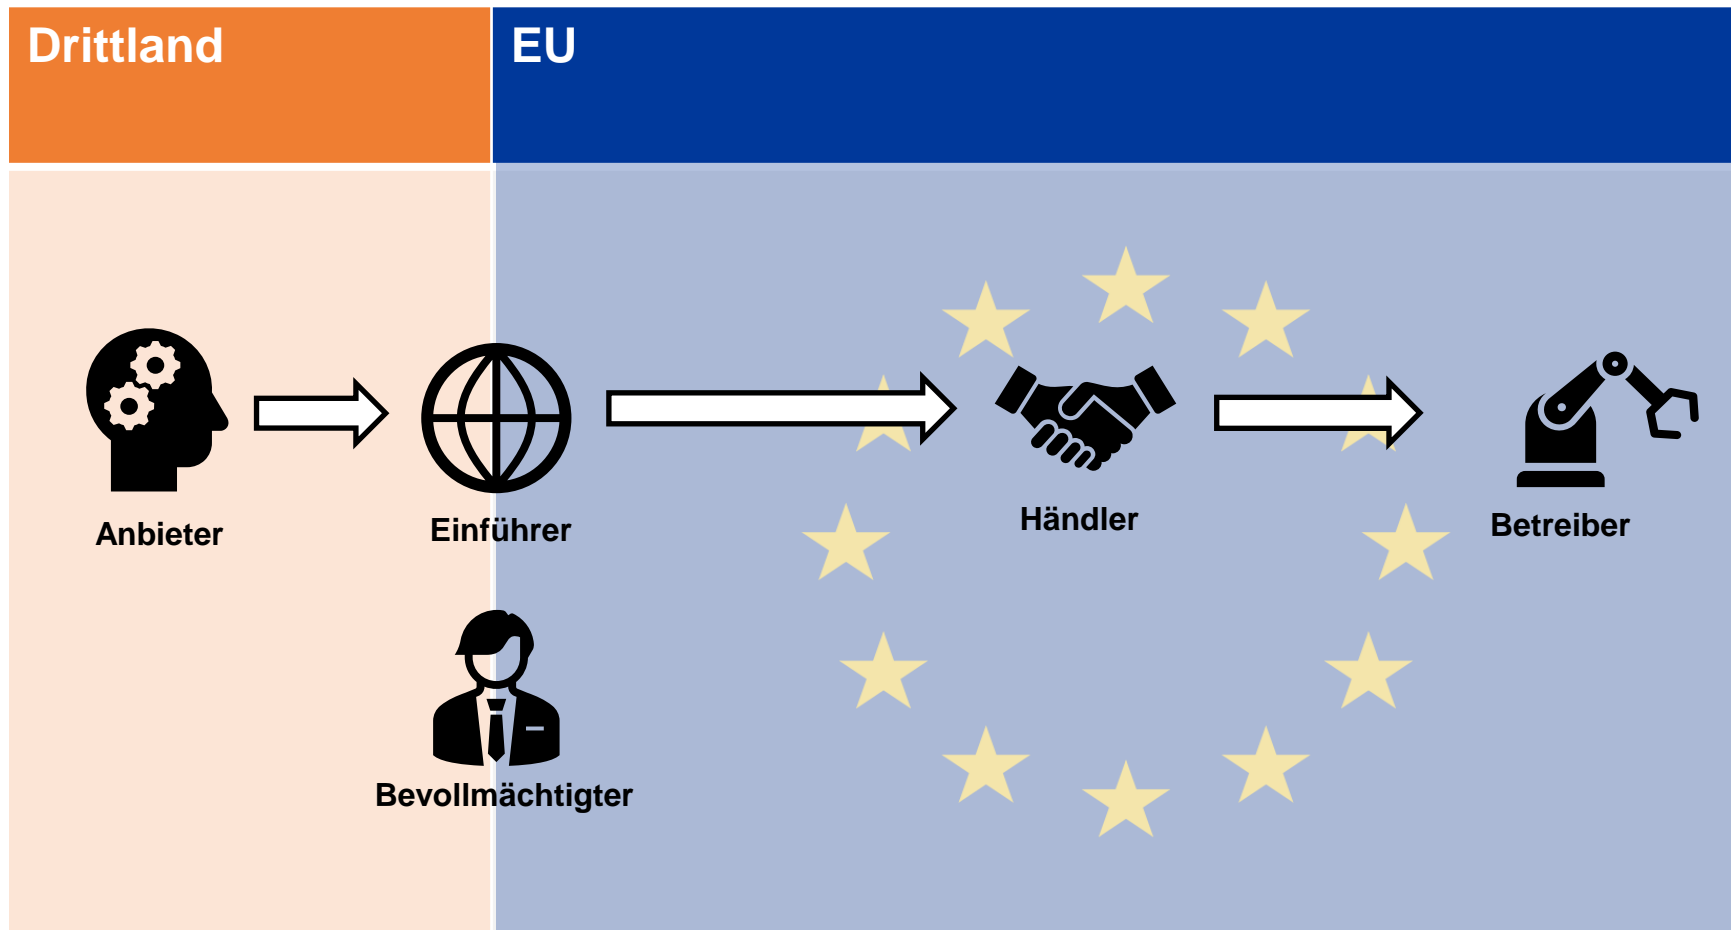 Drittland
EU
Anbieter
Einführer
Händler
Betreiber
Bevollmächtigter